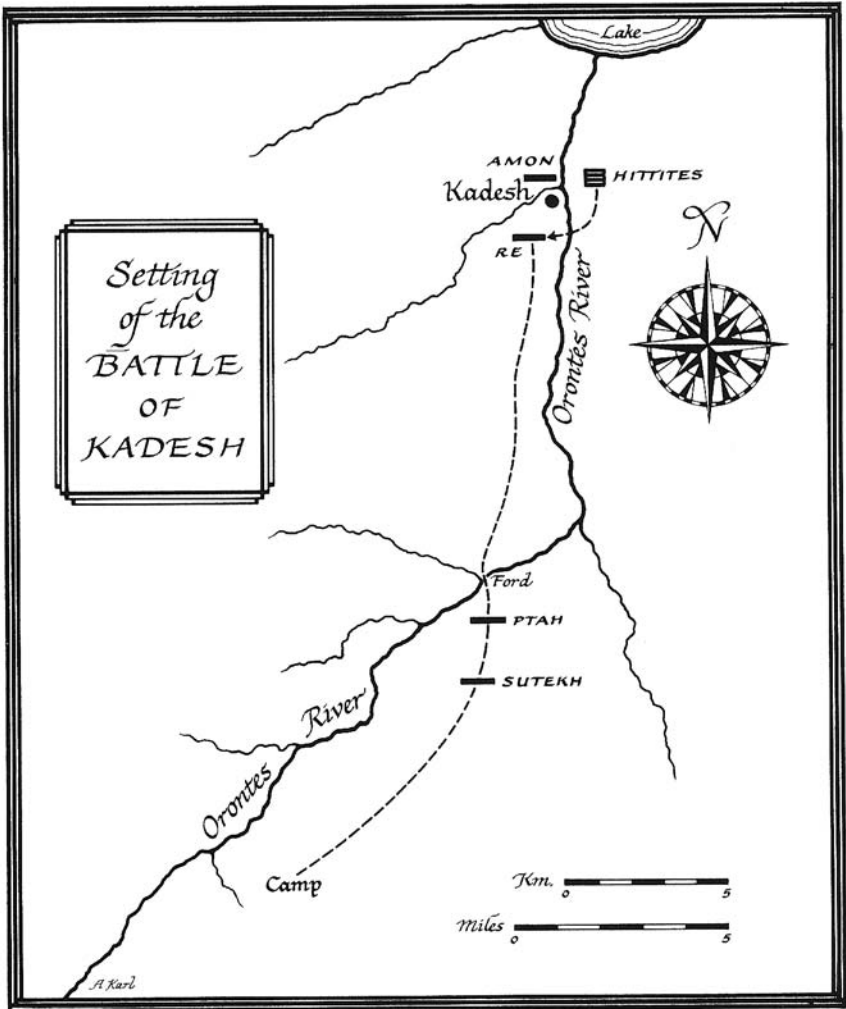 Lake
AMON
HITTITES
Kadesh
RE
N
Setting
of the
BATTLE
OF
KADESH
Orontes River
Ford
PTAH
SUTEKH
Orontes River
Camp
Km.
0 5
Miles
0 5
A Karl